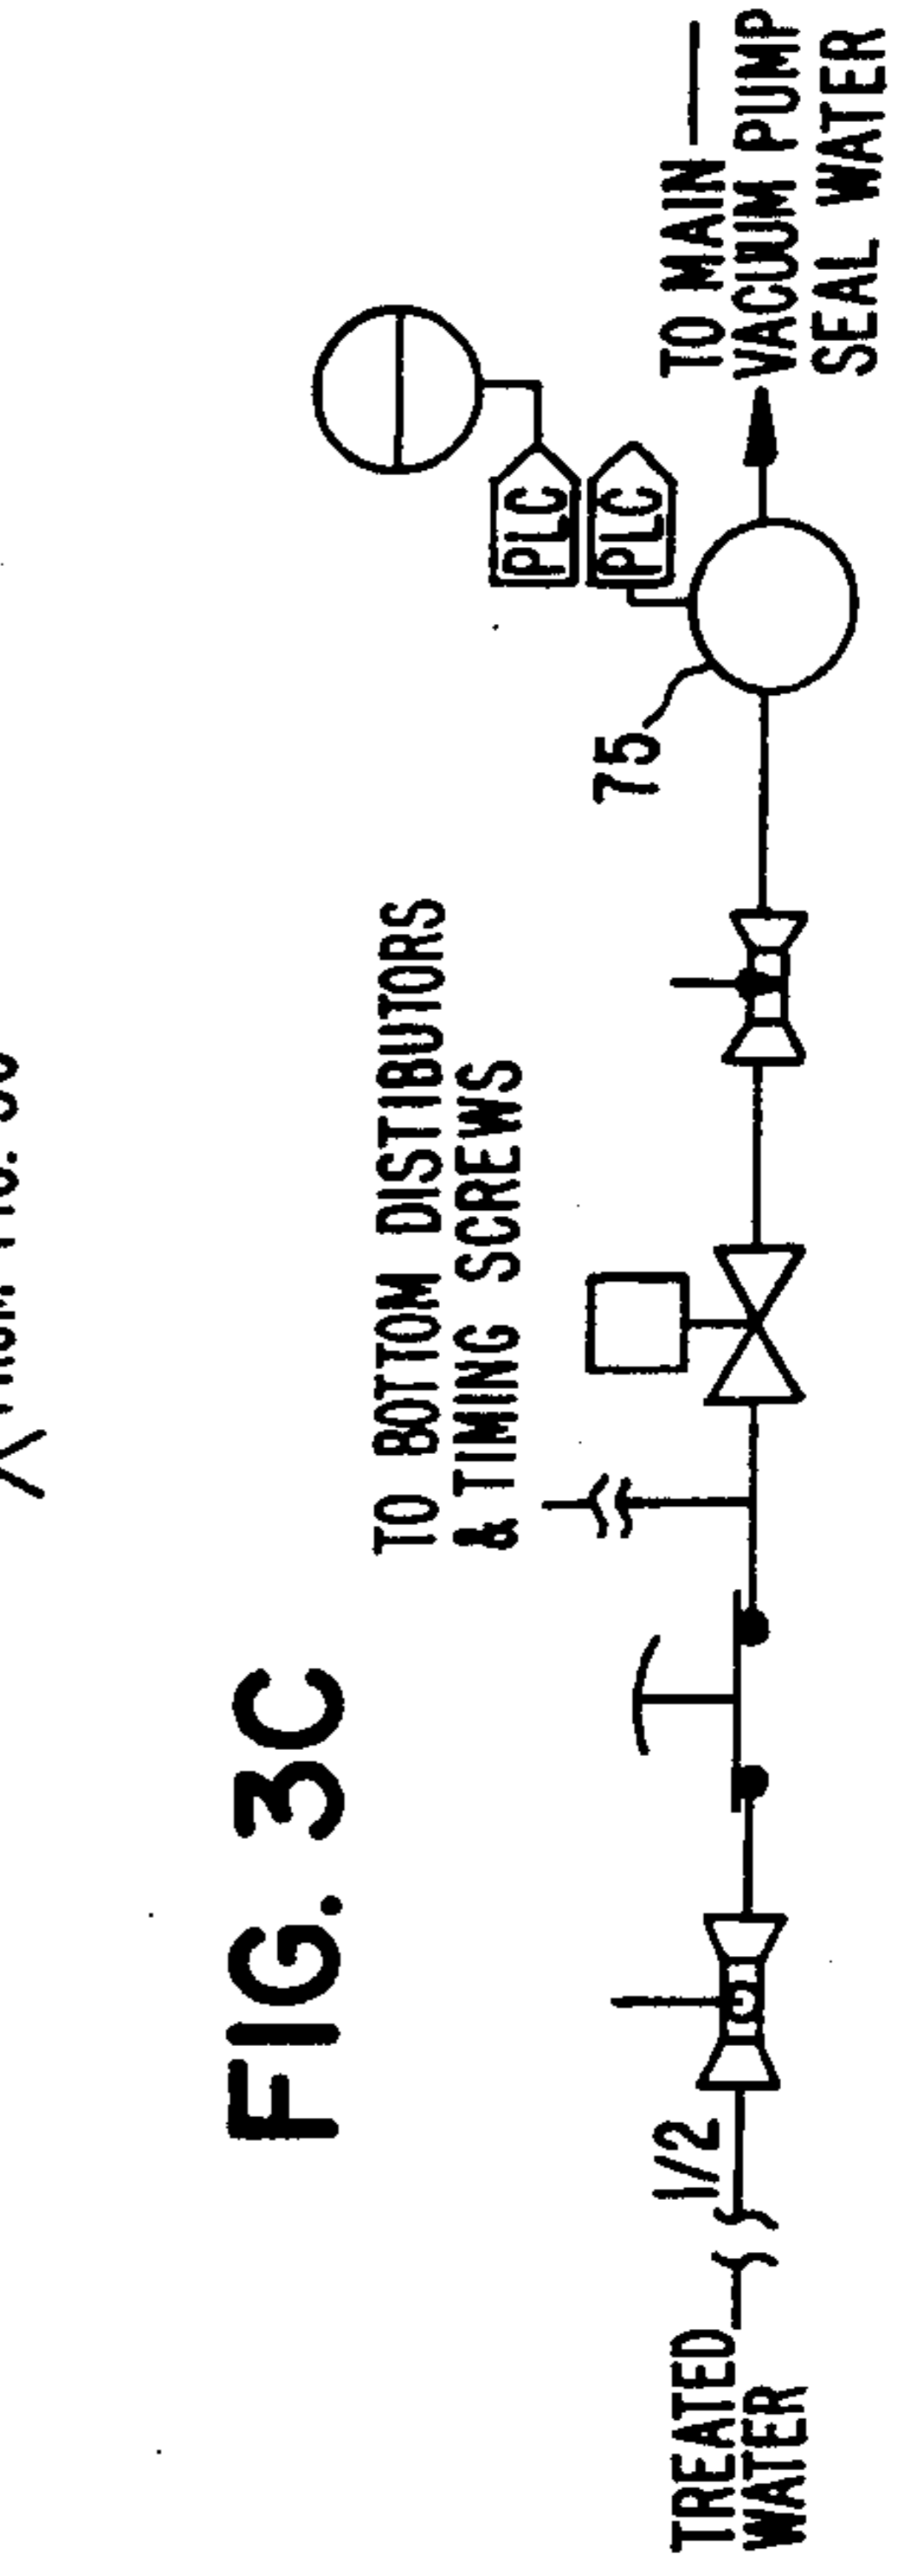 FIG. 3C
TO BOTTOM DISTIBUTORS
& TIMING SCREWS
PLC
PLC
75
TO MAIN
VACUUM PUMP
SEAL WATER
1/2
TREATED
WATER